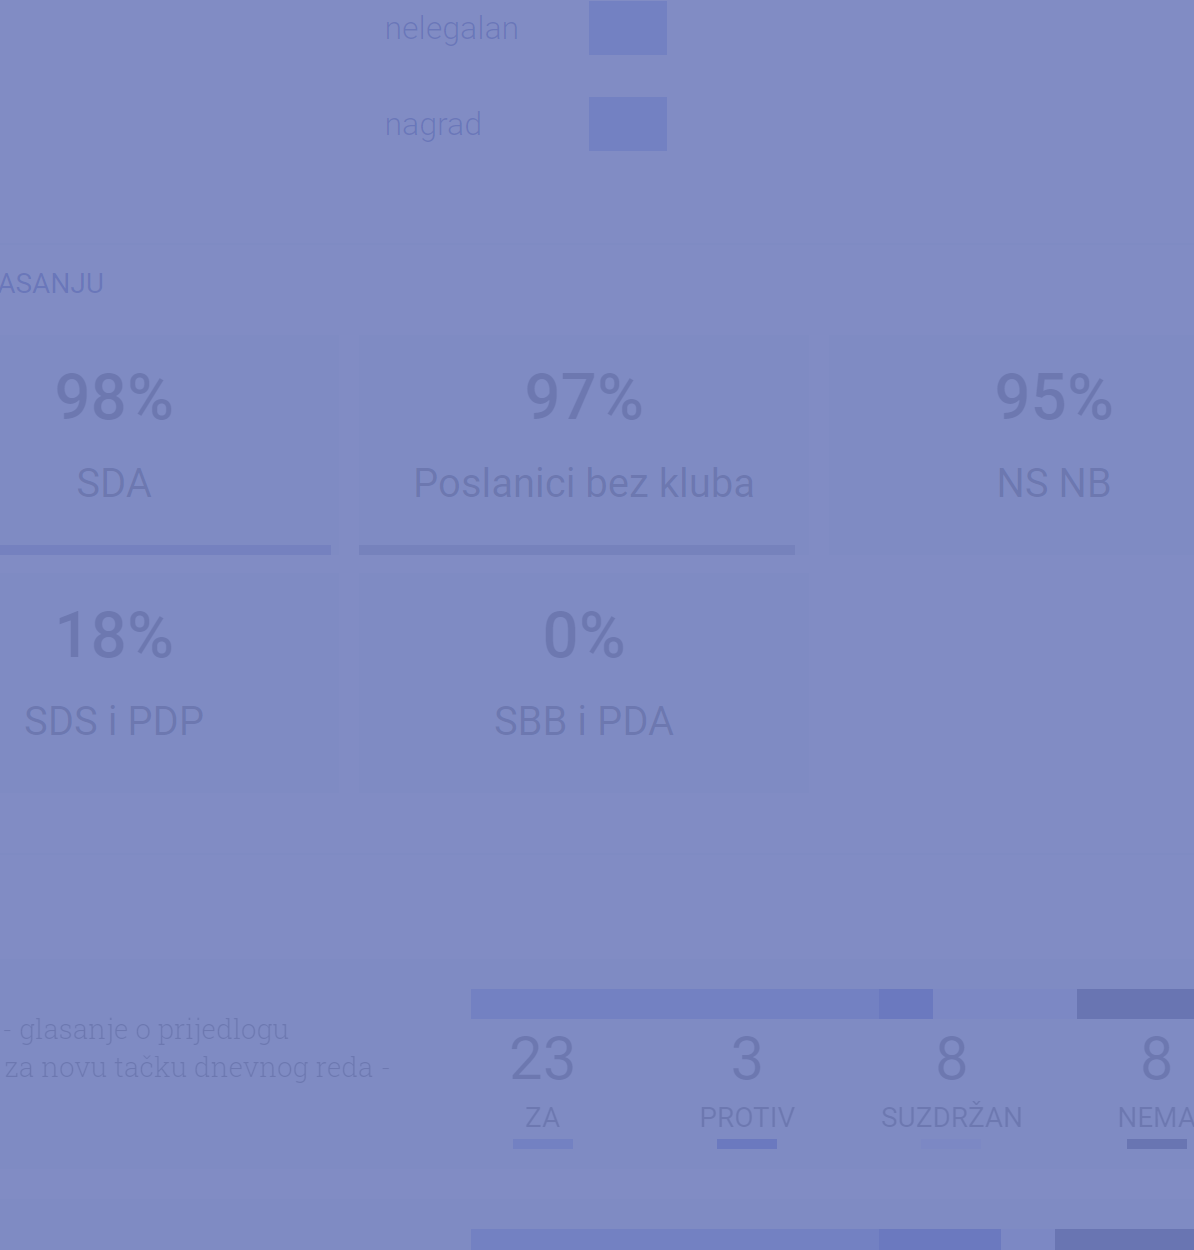 nelegalan
nagrad
ASANJU
98%
SDA
97%
Poslanici bez kluba
95%
NS NB
18%
SDS i PDP
0%
SBB i PDA
- glasanje o prijedlogu
za novu tačku dnevnog reda -
23
ZA
3
PROTIV
8
SUZDRŽAN
8
NEMA